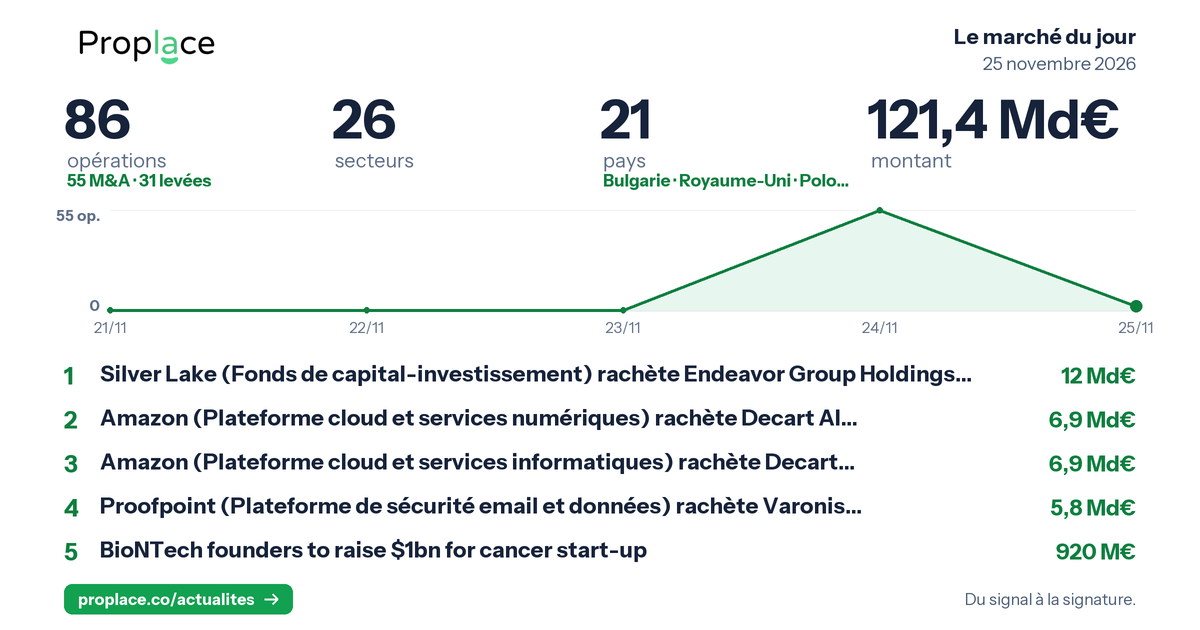 Proplace
Le marché du jour
25 novembre 2026
86
opérations
55 M&A · 31 levées
26
secteurs
21
pays
Bulgarie · Royaume-Uni · Polo...
121,4 Md€
montant
55 op.
0
21/11
22/11
23/11
24/11
25/11
1 Silver Lake (Fonds de capital-investissement) rachète Endeavor Group Holdings... 12 Md€
2 Amazon (Plateforme cloud et services numériques) rachète Decart AI... 6,9 Md€
3 Amazon (Plateforme cloud et services informatiques) rachète Decart... 6,9 Md€
4 Proofpoint (Plateforme de sécurité email et données) rachète Varonis... 5,8 Md€
5 BioNTech founders to raise $1bn for cancer start-up 920 M€
proplace.co/actualites →
Du signal à la signature.